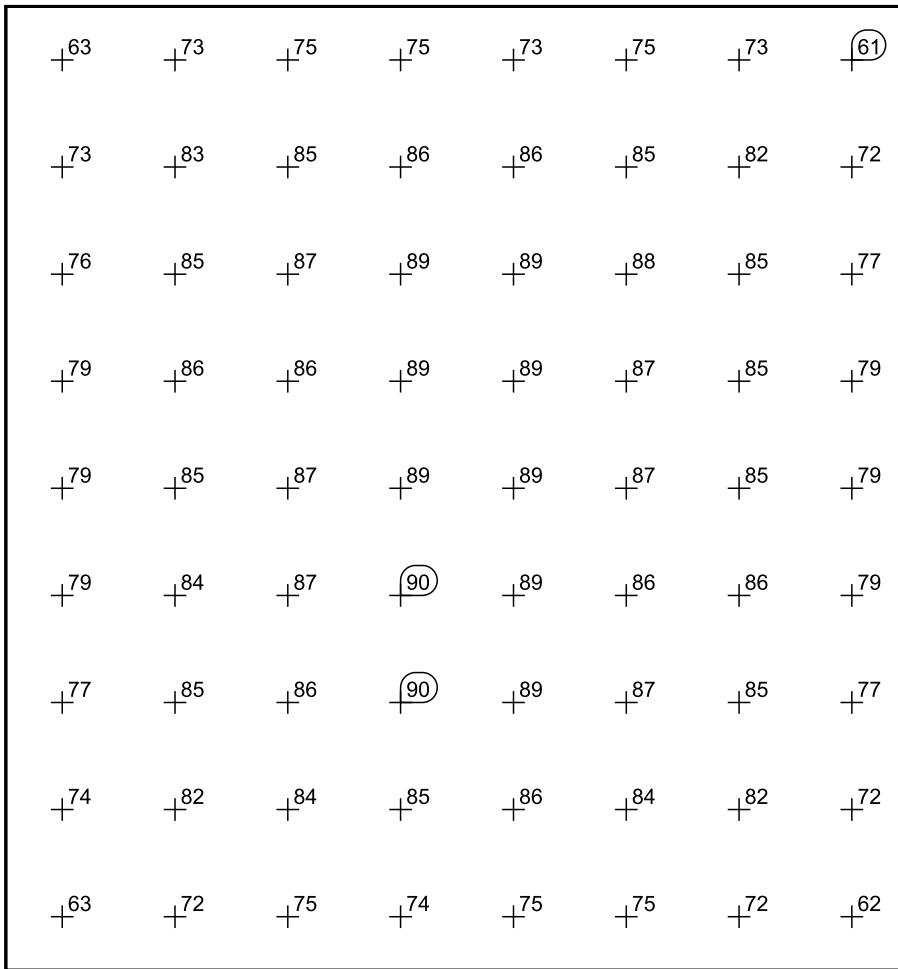 63 73 75 75 73 75 73 61
73 83 85 86 86 85 82 72
76 85 87 89 89 88 85 77
79 86 86 89 89 87 85 79
79 85 87 89 89 87 85 79
79 84 87 90 89 86 86 79
77 85 86 90 89 87 85 77
74 82 84 85 86 84 82 72
63 72 75 74 75 75 72 62